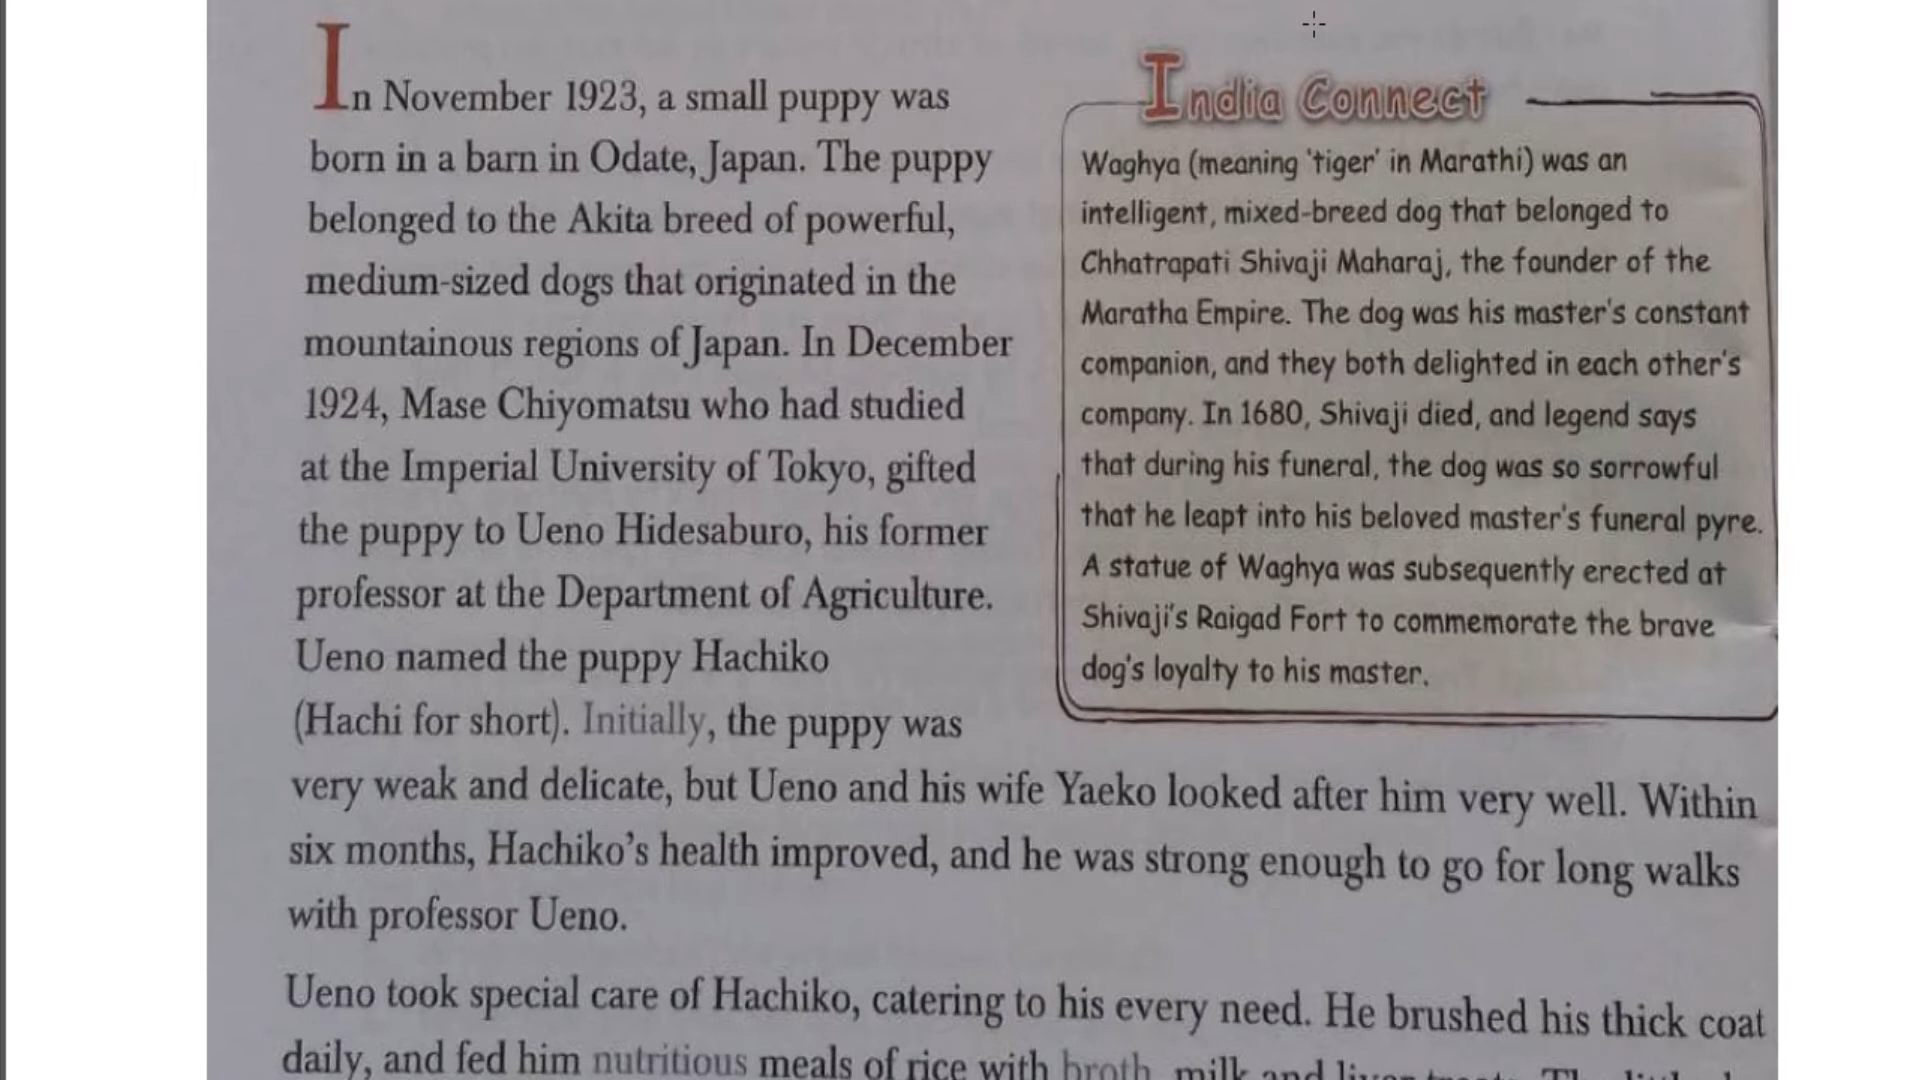 In November 1923, a small puppy was
born in a barn in Odate, Japan. The puppy
belonged to the Akita breed of powerful,
medium-sized dogs that originated in the
mountainous regions of Japan. In December
1924, Mase Chiyomatsu who had studied
at the Imperial University of Tokyo, gifted
the puppy to Ueno Hidesaburo, his former
professor at the Department of Agriculture.
Ueno named the puppy Hachiko
(Hachi for short). Initially, the puppy was
very weak and delicate, but Ueno and his wife Yaeko looked after him very well. Within
six months, Hachiko's health improved, and he was strong enough to go for long walks
with professor Ueno.
Ueno took special care of Hachiko, catering to his every need. He brushed his thick coat
daily, and fed him nutritious meals of rice with broth, milk and liver treats. The
India Connect
Waghya (meaning 'tiger' in Marathi) was an
intelligent, mixed-breed dog that belonged to
Chhatrapati Shivaji Maharaj, the founder of the
Maratha Empire. The dog was his master's constant
companion, and they both delighted in each other's
company. In 1680, Shivaji died, and legend says
that during his funeral, the dog was so sorrowful
that he leapt into his beloved master's funeral pyre.
A statue of Waghya was subsequently erected at
Shivaji's Raigad Fort to commemorate the brave
dog's loyalty to his master.